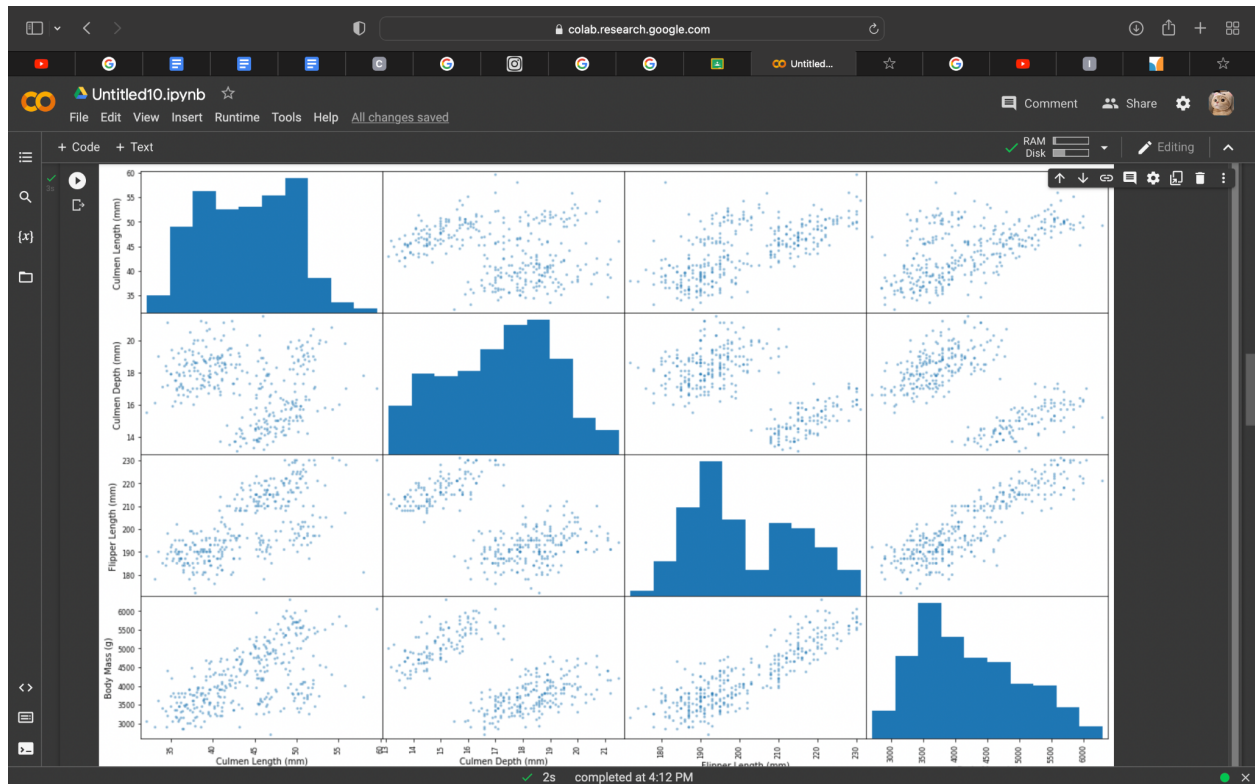 colab.research.google.com
C
Untitled...
I
Untitled10.ipynb
Comment
Share
File Edit View Insert Runtime Tools Help All changes saved
+ Code + Text
RAM
Disk
Editing
3s
{x}
Culmen Length (mm)
60
55
50
45
40
35
Culmen Depth (mm)
20
18
16
14
Flipper Length (mm)
230
220
210
200
190
180
Body Mass (g)
6000
5500
5000
4500
4000
3500
3000
35 40 45 50 55 60 13 14 15 16 17 18 19 20 21 180 190 200 210 220 230 3000 3500 4000 4500 5000 5500 6000
Culmen Length (mm) Culmen Depth (mm) Flipper Length (mm)
2s completed at 4:12 PM